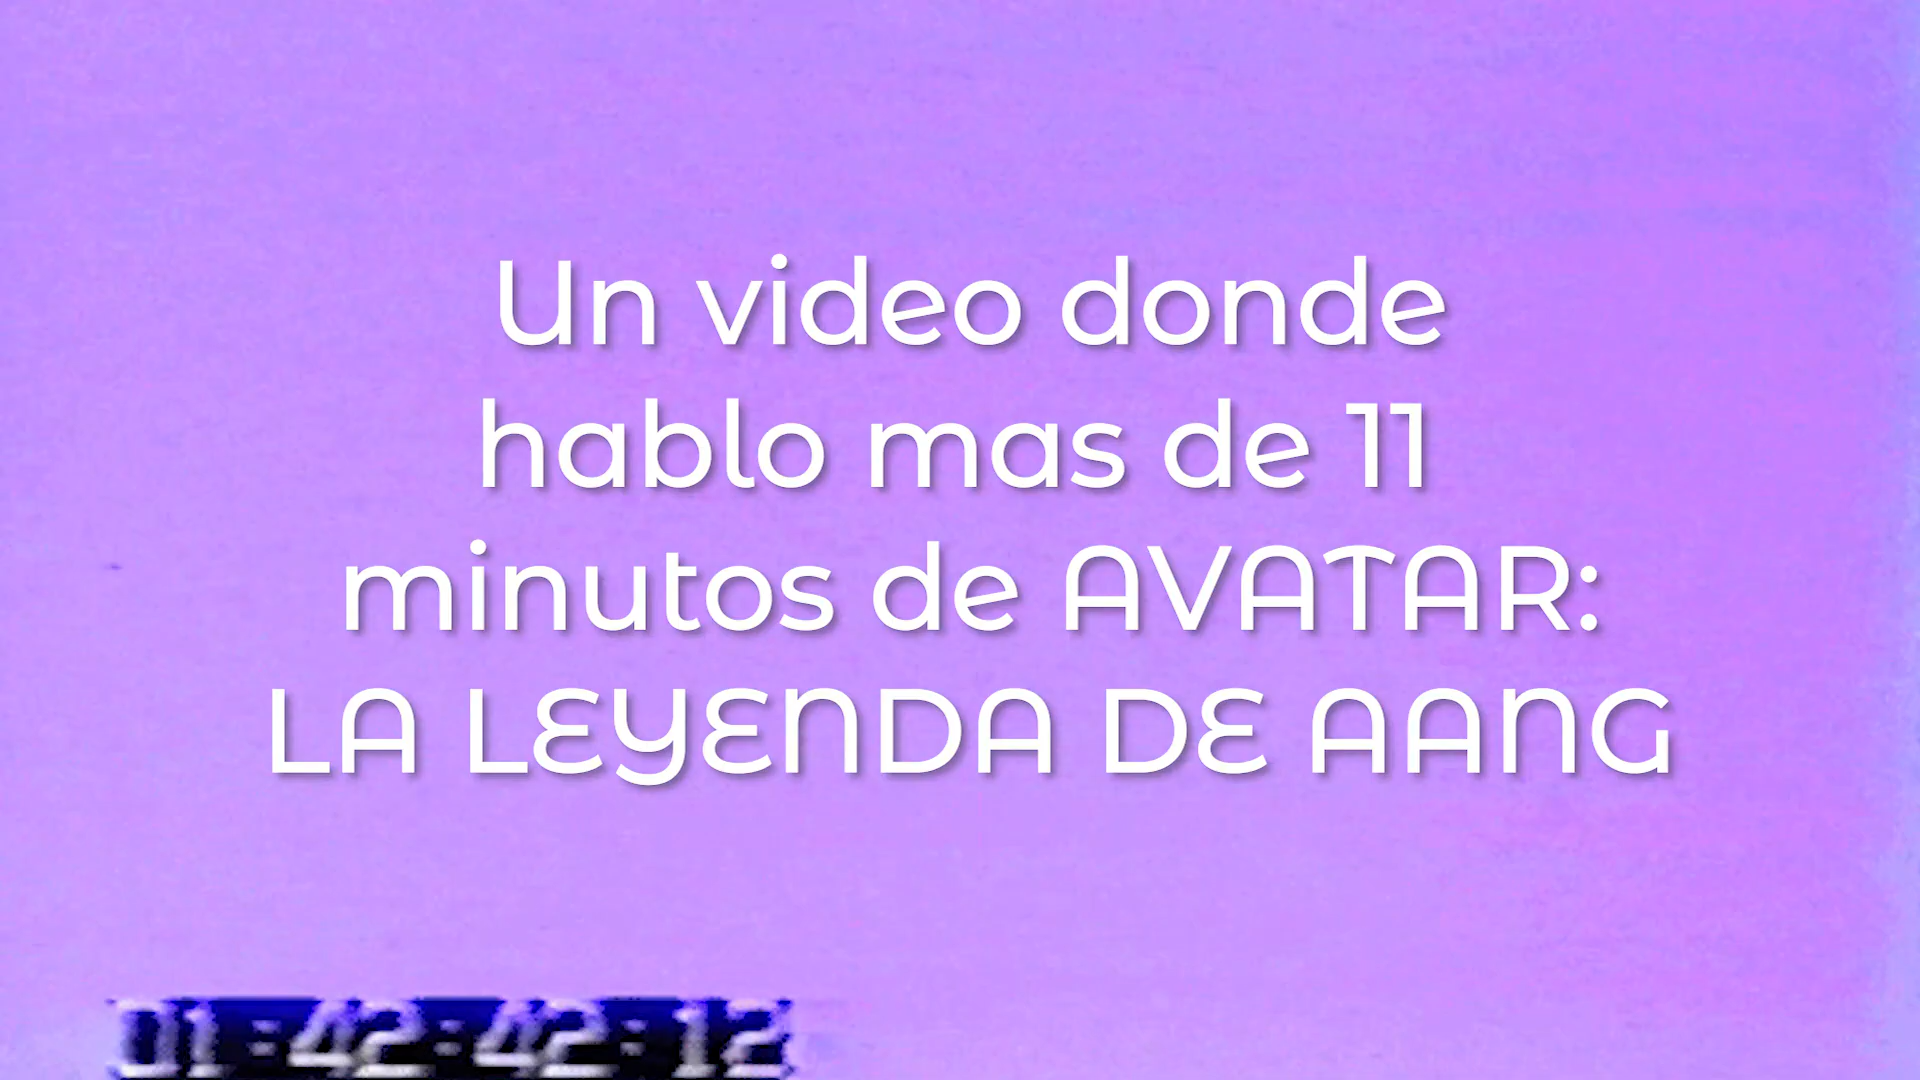 Un video donde
hablo mas de 11
minutos de AVATAR:
LA LEYENDA DE AANG
01:42:42:12